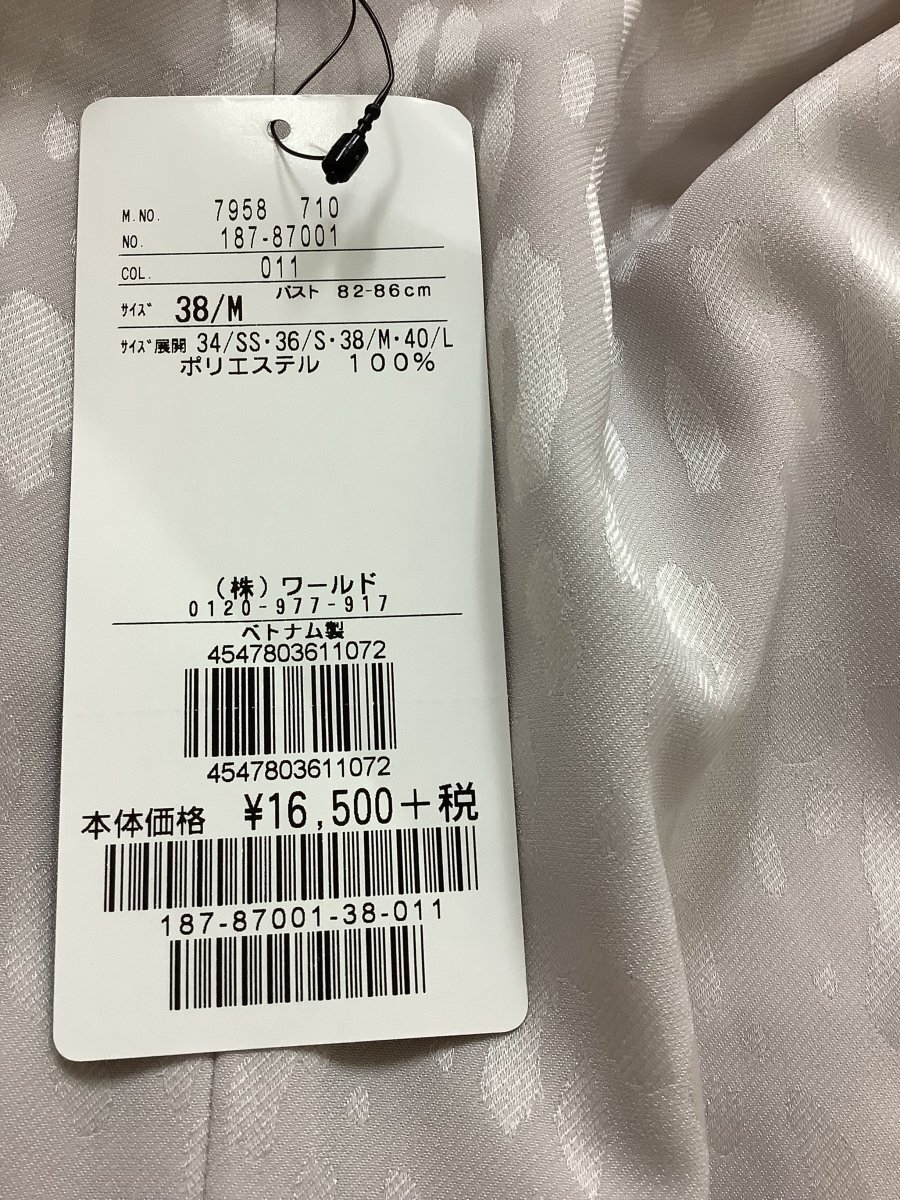 M.NO. 7958 710
NO. 187-87001
COL. 011
バスト 82-86cm
ｻｲｽﾞ 38/M
ｻｲｽﾞ展開 34/SS・36/S・38/M・40/L
ポリエステル 100%
(株)ワールド
0120-977-917
ベトナム製
4547803611072
4547803611072
本体価格 ¥16,500+税
187-87001-38-011